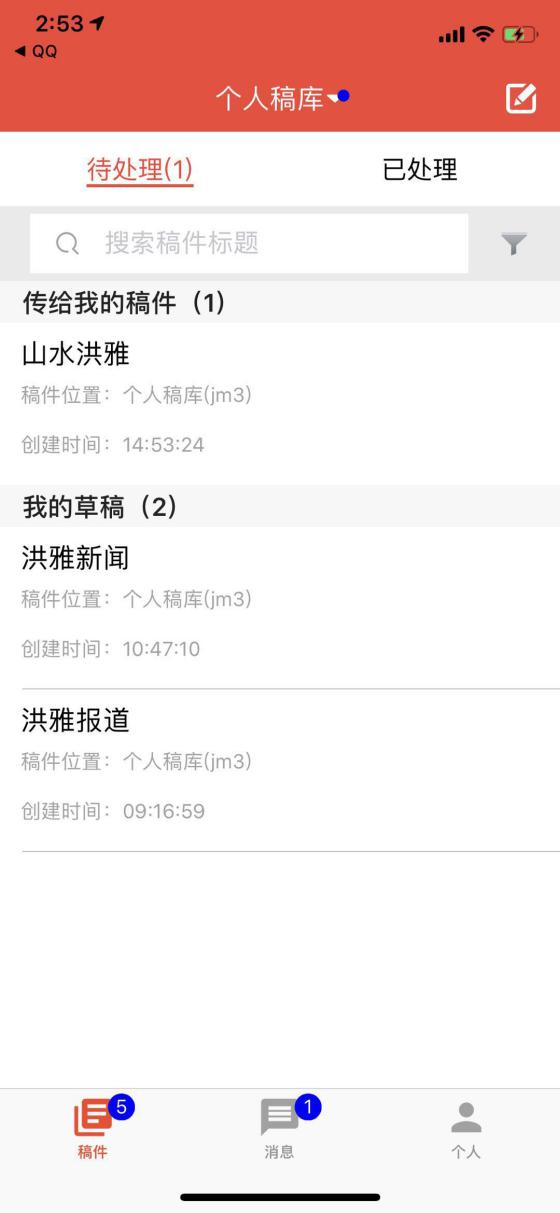 2:53
◀ QQ
个人稿库
待处理(1)
已处理
搜索稿件标题
传给我的稿件（1）
山水洪雅
稿件位置：个人稿库(jm3)
创建时间：14:53:24
我的草稿（2）
洪雅新闻
稿件位置：个人稿库(jm3)
创建时间：10:47:10
洪雅报道
稿件位置：个人稿库(jm3)
创建时间：09:16:59
5
1
稿件
消息
个人